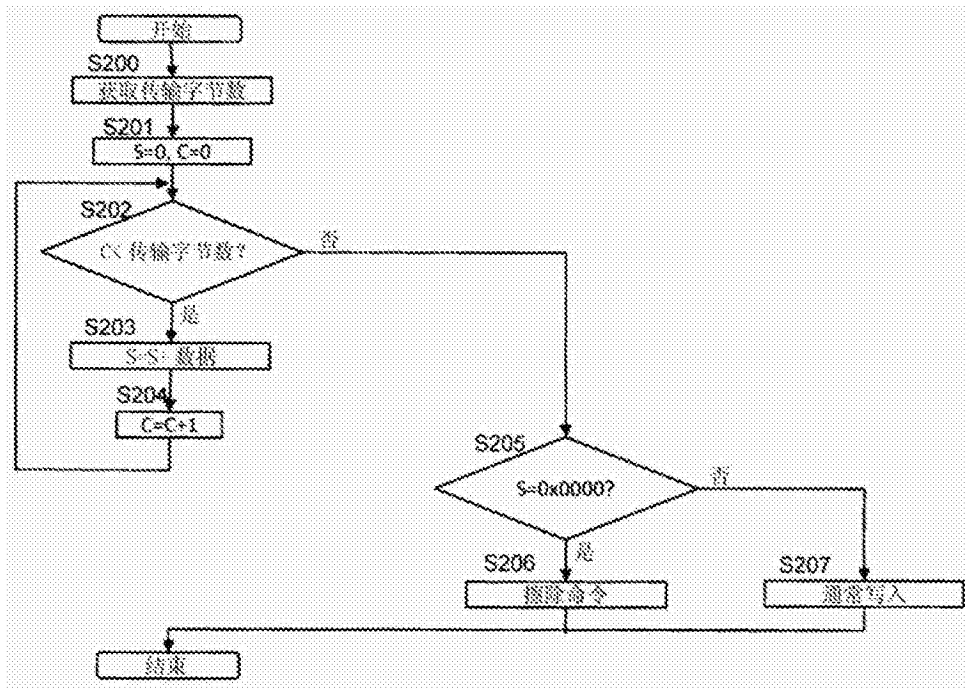 开始
S200
获取传输字节数
S201
S=0, C=0
S202
C< 传输字节数?
否
是
S203
S=S+ 数据
S204
C=C+1
S205
S=0x0000?
否
是
S206
擦除命令
S207
通常写入
结束